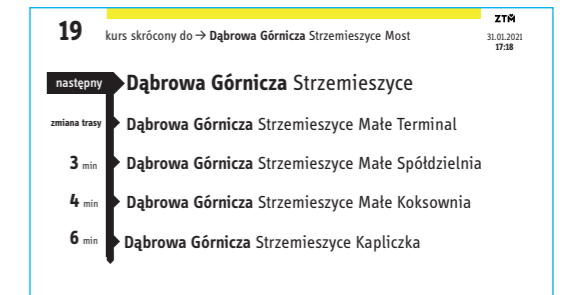 19 kurs skrócony do → Dąbrowa Górnicza Strzemieszyce Most
ZTM
31.01.2021
17:18
następny Dąbrowa Górnicza Strzemieszyce
zmiana trasy Dąbrowa Górnicza Strzemieszyce Małe Terminal
3 min Dąbrowa Górnicza Strzemieszyce Małe Spółdzielnia
4 min Dąbrowa Górnicza Strzemieszyce Małe Koksownia
6 min Dąbrowa Górnicza Strzemieszyce Kapliczka